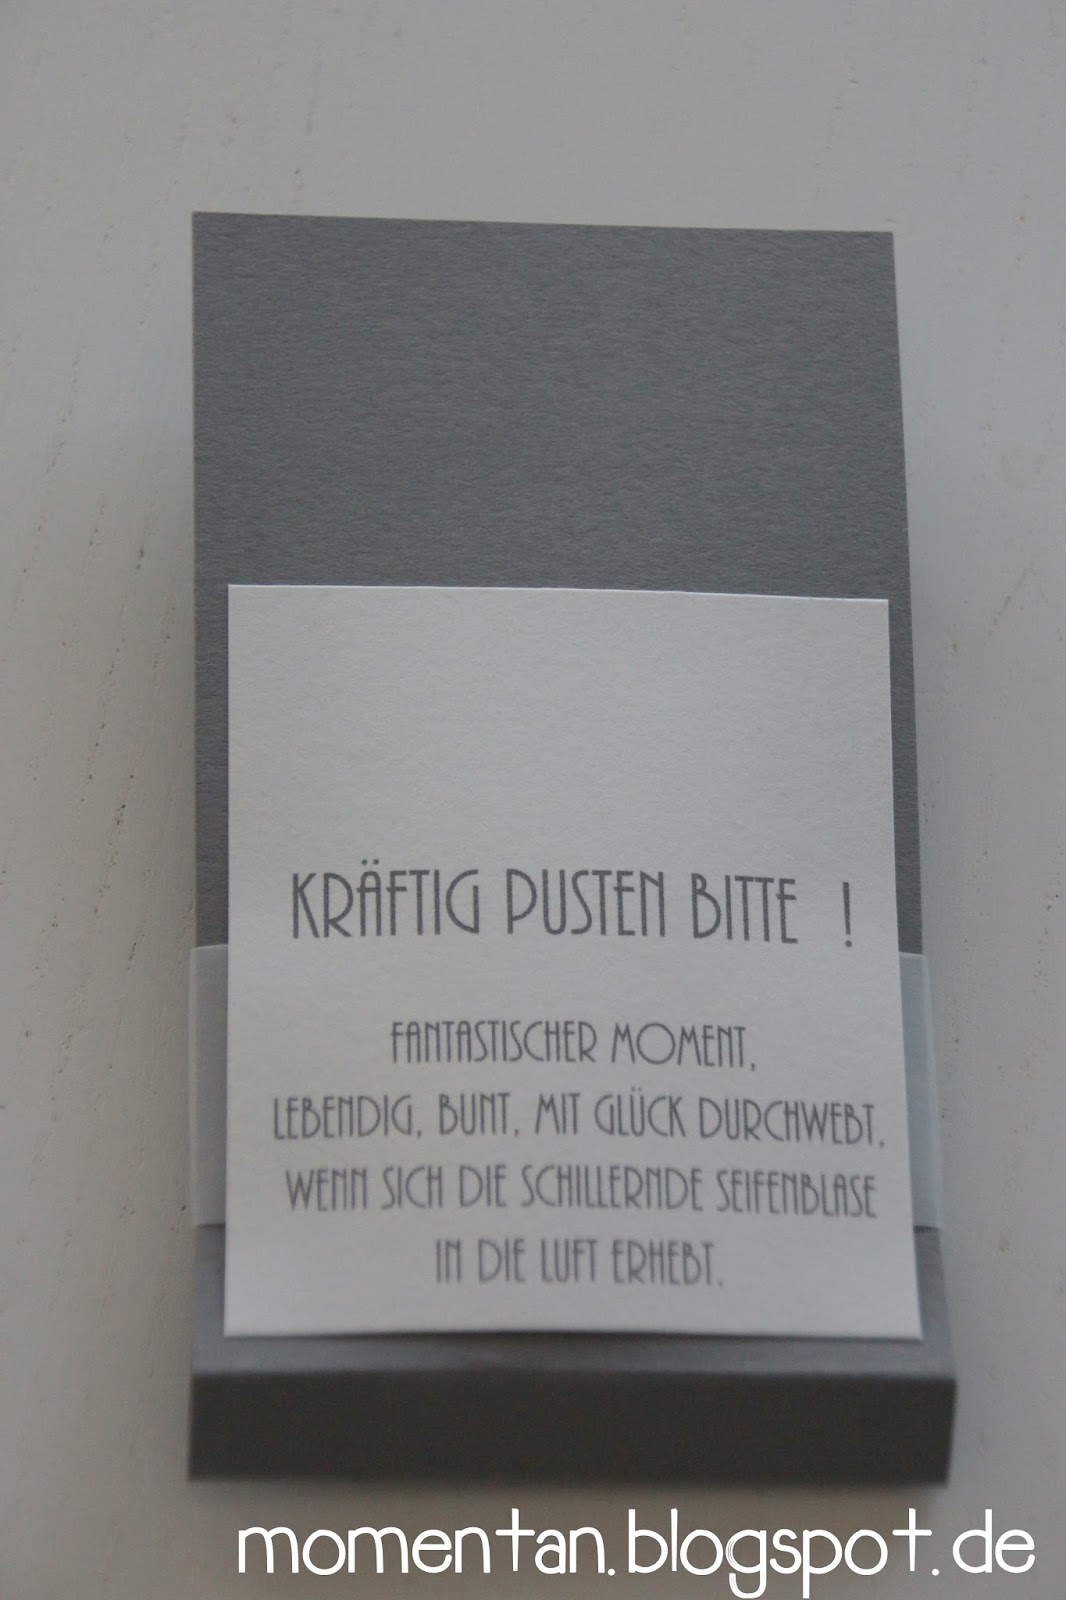 KRÄFTIG PUSTEN BITTE !
FANTASTISCHER MOMENT,
LEBENDIG, BUNT, MIT GLÜCK DURCHWEBT,
WENN SICH DIE SCHILLERNDE SEIFENBLASE
IN DIE LUFT ERHEBT.
momentan.blogspot.de